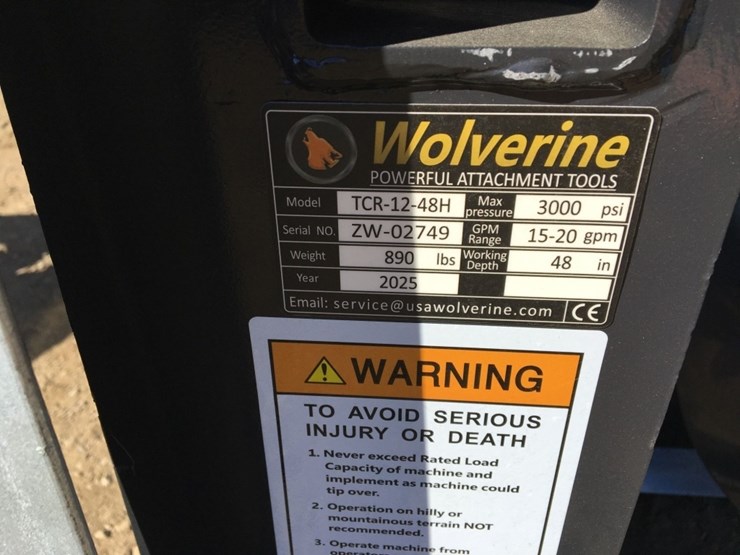 Wolverine
POWERFUL ATTACHMENT TOOLS
Model TCR-12-48H Max pressure 3000 psi
Serial NO. ZW-02749 GPM Range 15-20 gpm
Weight 890 lbs Working Depth 48 in
Year 2025
Email: service@usawolverine.com CE
WARNING
TO AVOID SERIOUS
INJURY OR DEATH
1. Never exceed Rated Load
Capacity of machine and
implement as machine could
tip over.
2. Operation on hilly or
mountainous terrain NOT
recommended.
3. Operate machine from